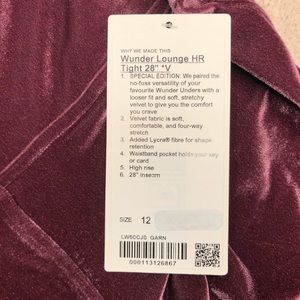 WHY WE MADE THIS
Wunder Lounge HR
Tight 28" *V
1. SPECIAL EDITION: We paired the
no-fuss versatility of your
favourite Wunder Unders with a
looser fit and soft, stretchy
velvet to give you the comfort
you crave
2. Velvet fabric is soft,
comfortable, and four-way
stretch
3. Added Lycra® fibre for shape
retention
4. Waistband pocket holds your key
or card
5. High rise
6. 28" Inseam
SIZE 12
LW5CCJS GARN
000113126867